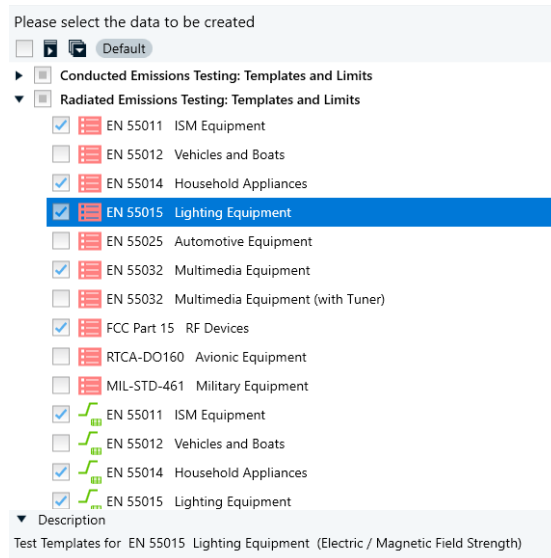 Please select the data to be created
Default
Conducted Emissions Testing: Templates and Limits
Radiated Emissions Testing: Templates and Limits
EN 55011 ISM Equipment
EN 55012 Vehicles and Boats
EN 55014 Household Appliances
EN 55015 Lighting Equipment
EN 55025 Automotive Equipment
EN 55032 Multimedia Equipment
EN 55032 Multimedia Equipment (with Tuner)
FCC Part 15 RF Devices
RTCA-DO160 Avionic Equipment
MIL-STD-461 Military Equipment
EN 55011 ISM Equipment
EN 55012 Vehicles and Boats
EN 55014 Household Appliances
EN 55015 Lighting Equipment
Description
Test Templates for EN 55015 Lighting Equipment (Electric / Magnetic Field Strength)